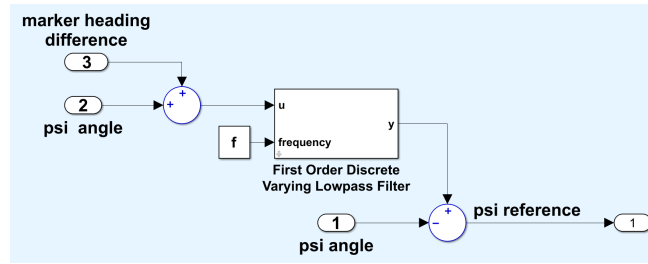 marker heading
difference
3
+
2
+
psi  angle
u
y
f
frequency
First Order Discrete
Varying Lowpass Filter
+
psi reference
1
−
1
psi angle